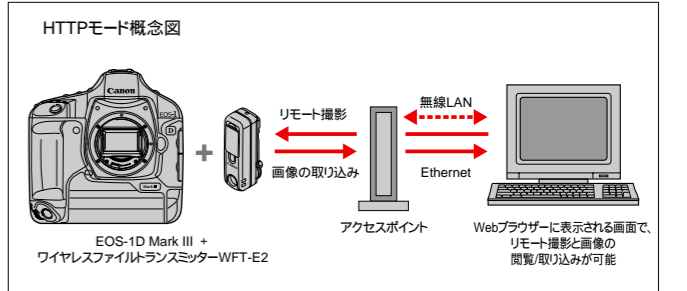 HTTPモード概念図
Canon
EOS-1
D
Mark III
リモート撮影
画像の取り込み
無線LAN
Ethernet
アクセスポイント
EOS-1D Mark III +
ワイヤレスファイルトランスミッターWFT-E2
Webブラウザーに表示される画面で、
リモート撮影と画像の
閲覧/取り込みが可能